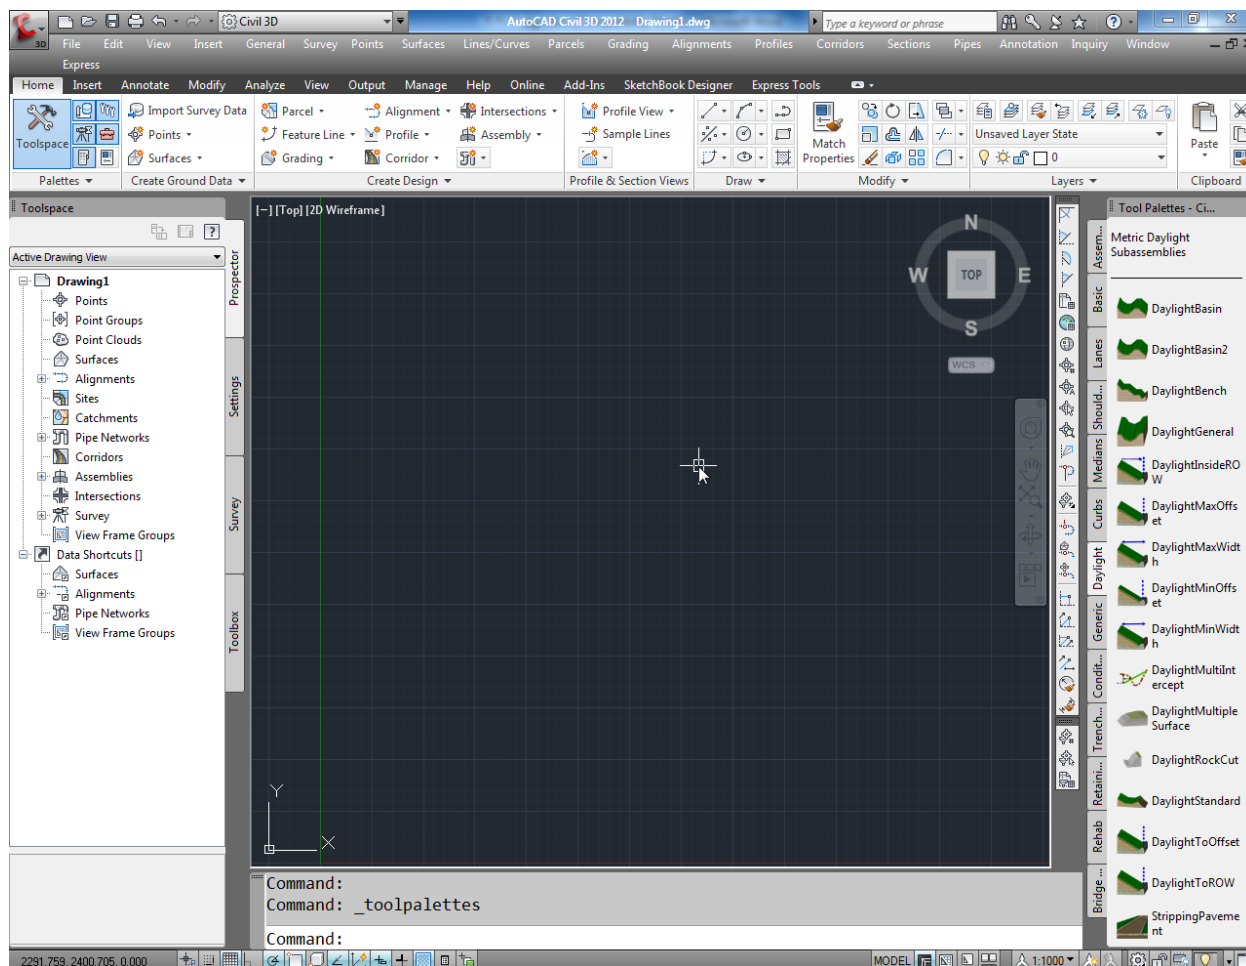 Civil 3D
AutoCAD Civil 3D 2012 Drawing1.dwg
Type a keyword or phrase
3D
File Edit View Insert General Survey Points Surfaces Lines/Curves Parcels Grading Alignments Profiles Corridors Sections Pipes Annotation Inquiry Window
Express
Home Insert Annotate Modify Analyze View Output Manage Help Online Add-Ins SketchBook Designer Express Tools
Toolspace
Import Survey Data
Points
Surfaces
Parcel
Feature Line
Grading
Alignment
Profile
Corridor
Intersections
Assembly
Profile View
Sample Lines
Match
Properties
Unsaved Layer State
0
Paste
Palettes
Create Ground Data
Create Design
Profile & Section Views
Draw
Modify
Layers
Clipboard
Toolspace
Active Drawing View
Drawing1
Points
Point Groups
Point Clouds
Surfaces
Alignments
Sites
Catchments
Pipe Networks
Corridors
Assemblies
Intersections
Survey
View Frame Groups
Data Shortcuts []
Surfaces
Alignments
Pipe Networks
View Frame Groups
Prospector
Settings
Survey
Toolbox
[−] [Top] [2D Wireframe]
N
W
TOP
E
S
WCS
Y
X
Command:
Command: _toolpalettes
Command:
Tool Palettes - Ci...
Metric Daylight
Subassemblies
Assem...
Basic
Lanes
Should...
Medians
Curbs
Daylight
Generic
Condit...
Trench...
Retaini...
Rehab
Bridge...
DaylightBasin
DaylightBasin2
DaylightBench
DaylightGeneral
DaylightInsideRO
W
DaylightMaxOffs
et
DaylightMaxWidt
h
DaylightMinOffs
et
DaylightMinWidt
h
DaylightMultiInt
ercept
DaylightMultiple
Surface
DaylightRockCut
DaylightStandard
DaylightToOffset
DaylightToROW
StrippingPaveme
nt
2291.759, 2400.705, 0.000
MODEL
1:1000